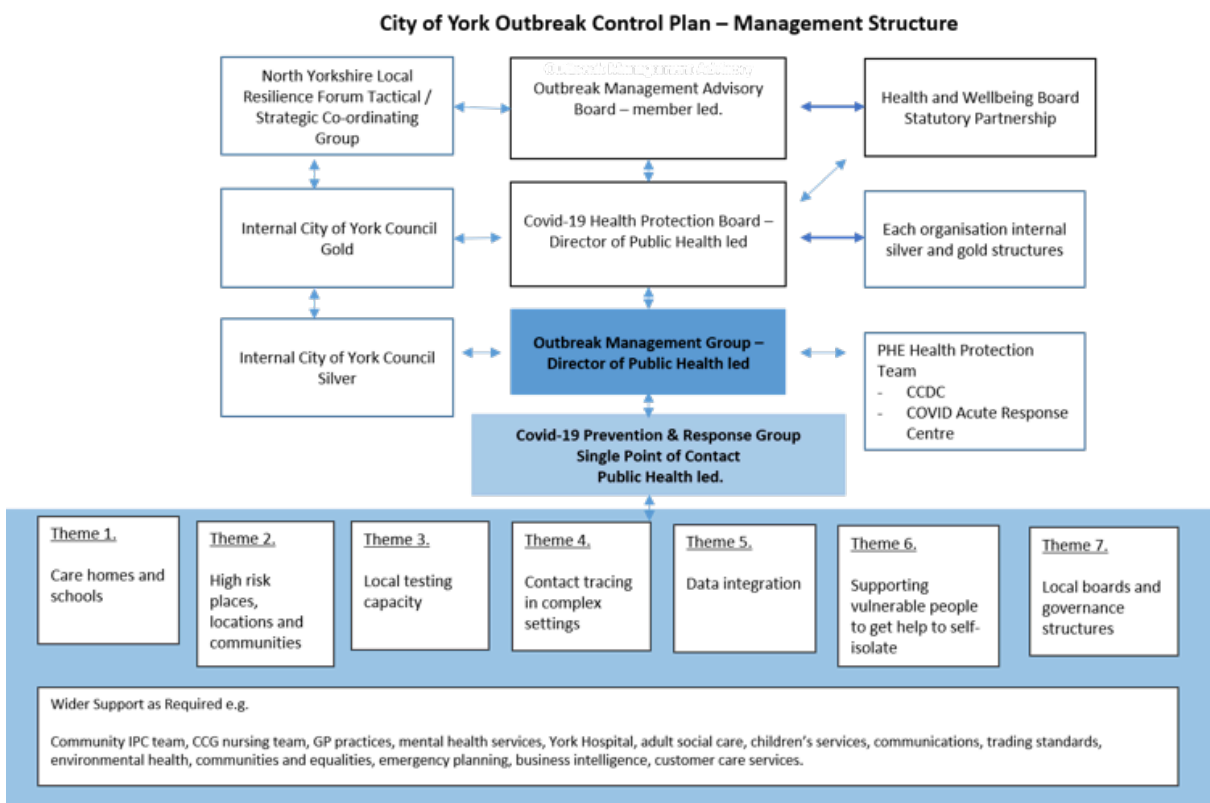 City of York Outbreak Control Plan – Management Structure
North Yorkshire Local
Resilience Forum Tactical /
Strategic Co-ordinating
Group
Outbreak Management Advisory
Board – member led.
Health and Wellbeing Board
Statutory Partnership
Internal City of York Council
Gold
Covid-19 Health Protection Board –
Director of Public Health led
Each organisation internal
silver and gold structures
Internal City of York Council
Silver
Outbreak Management Group –
Director of Public Health led
PHE Health Protection
Team
- CCDC
- COVID Acute Response
Centre
Covid-19 Prevention & Response Group
Single Point of Contact
Public Health led.
Theme 1.
Care homes and
schools
Theme 2.
High risk
places,
locations and
communities
Theme 3.
Local testing
capacity
Theme 4.
Contact tracing
in complex
settings
Theme 5.
Data integration
Theme 6.
Supporting
vulnerable people
to get help to self-
isolate
Theme 7.
Local boards and
governance
structures
Wider Support as Required e.g.
Community IPC team, CCG nursing team, GP practices, mental health services, York Hospital, adult social care, children’s services, communications, trading standards,
environmental health, communities and equalities, emergency planning, business intelligence, customer care services.